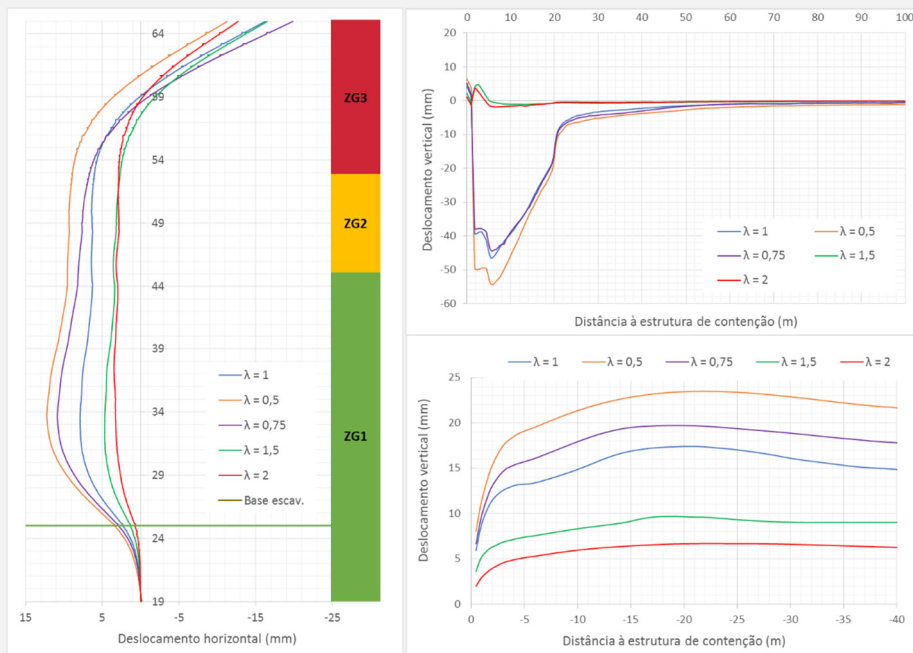 64
59
54
49
44
39
34
29
24
19
15
5
-5
-15
-25
Deslocamento horizontal (mm)
λ = 1
λ = 0,5
λ = 0,75
λ = 1,5
λ = 2
Base escav.
ZG3
ZG2
ZG1
0 10 20 30 40 50 60 70 80 90 100
20
10
0
-10
-20
-30
-40
-50
-60
Deslocamento vertical (mm)
λ = 1 λ = 0,5
λ = 0,75 λ = 1,5
λ = 2
Distância à estrutura de contenção (m)
λ = 1 λ = 0,5 λ = 0,75 λ = 1,5 λ = 2
25
20
15
10
5
0
Deslocamento vertical (mm)
0 -5 -10 -15 -20 -25 -30 -35 -40
Distância à estrutura de contenção (m)